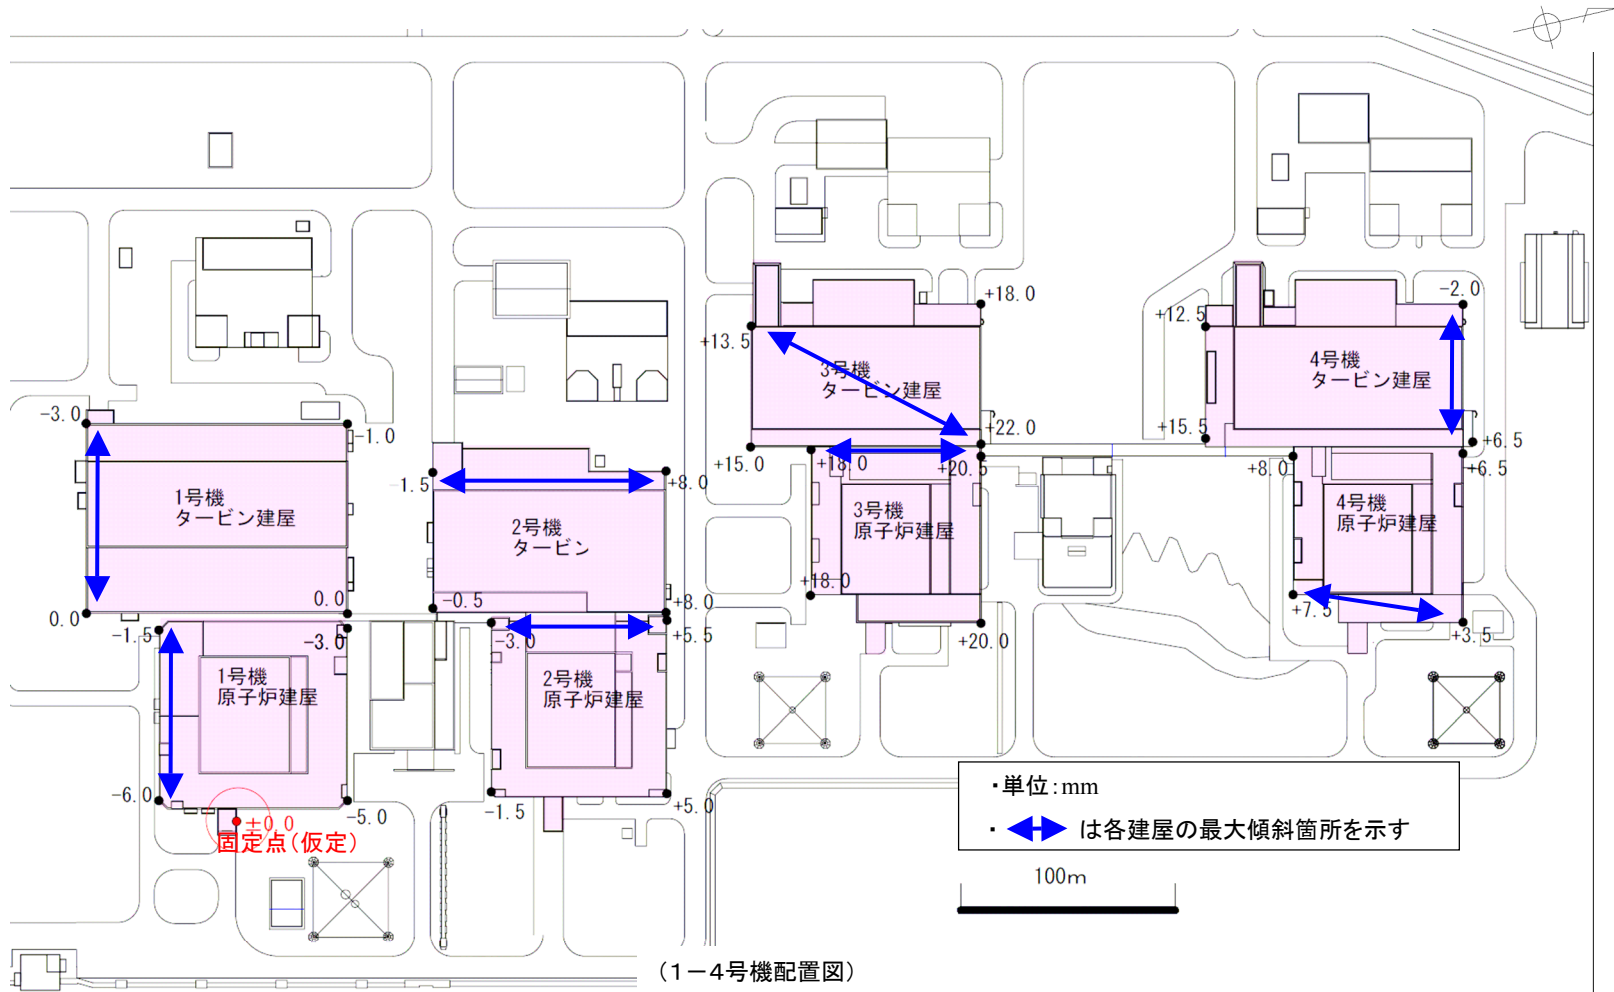 +18.0
-2.0
+12.5
+13.5
3号機
タービン建屋
4号機
タービン建屋
-3.0
-1.0
+22.0
+15.5
+6.5
+15.0
+18.0
+20.5
+8.0
+6.5
-1.5
+8.0
1号機
タービン建屋
2号機
タービン
3号機
原子炉建屋
4号機
原子炉建屋
+18.0
+7.5
0.0
0.0
-0.5
+8.0
-1.5
-3.0
-3.0
+5.5
+20.0
+3.5
1号機
原子炉建屋
2号機
原子炉建屋
-6.0
-5.0
-1.5
+5.0
±0.0
固定点(仮定)
・単位:mm
・ は各建屋の最大傾斜箇所を示す
100m
(1-4号機配置図)